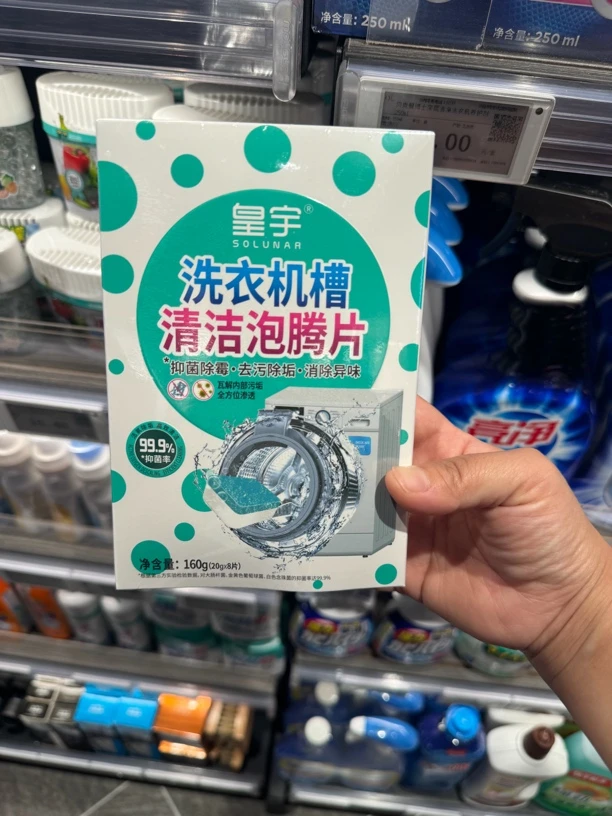 净含量：250 ml
净含量：250 ml
.00
皇宇®
SOLUNAR
洗衣机槽
清洁泡腾片
*抑菌除霉·去污除垢·消除异味
瓦解内部污垢
全方位渗透
99.9%
*抑菌率
净含量：160g(20g×8片)
亮净